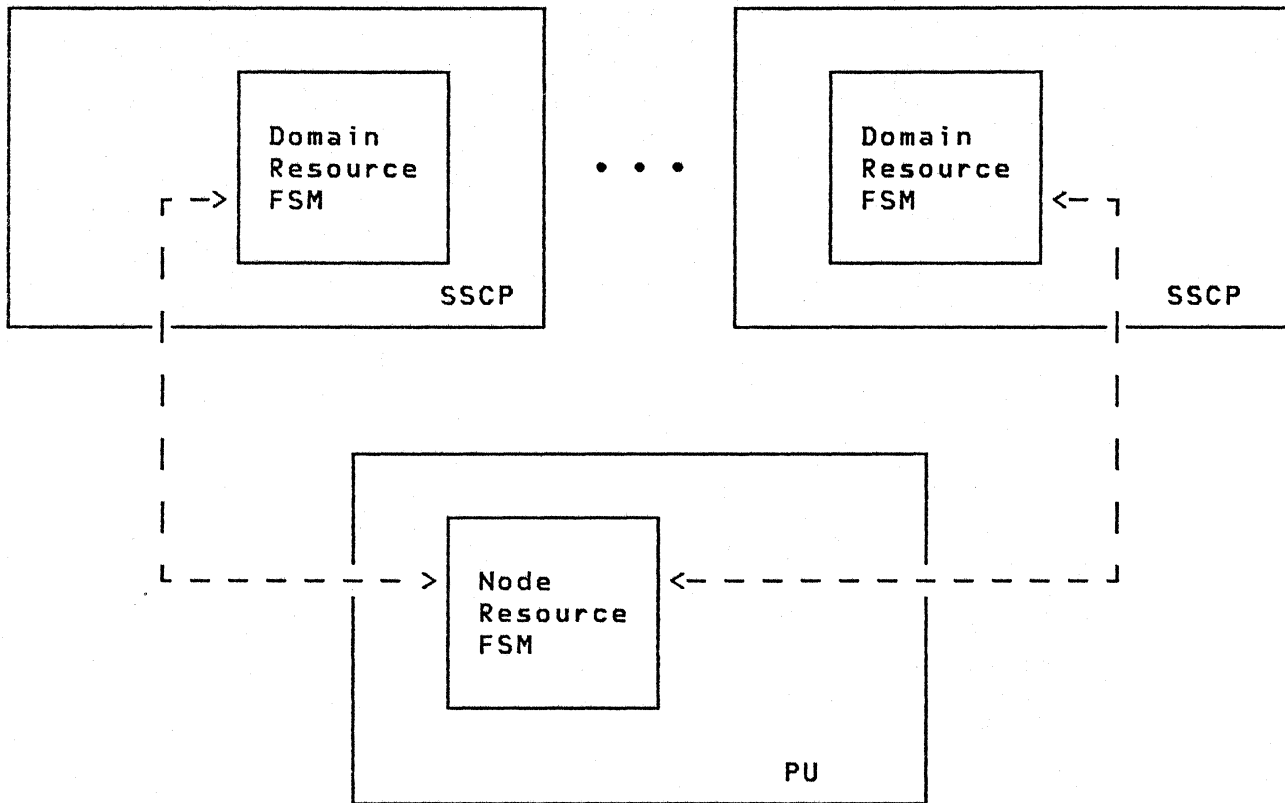 Domain
Resource
FSM
SSCP
• • •
Domain
Resource
FSM
SSCP
Node
Resource
FSM
PU